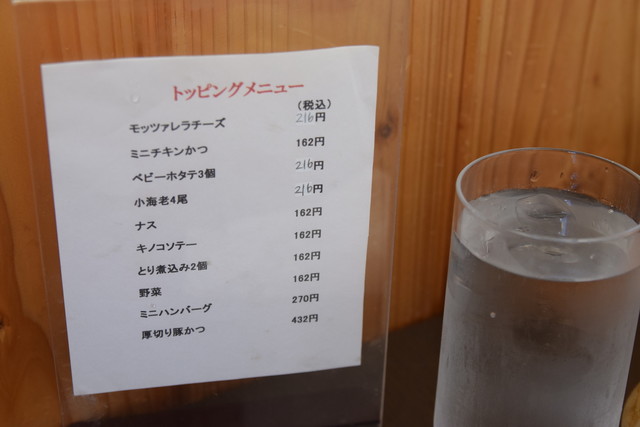 トッピングメニュー
(税込)
モッツァレラチーズ 216円
ミニチキンかつ 162円
ベビーホタテ3個 216円
小海老4尾 216円
ナス 162円
キノコソテー 162円
とり煮込み2個 162円
野菜 162円
ミニハンバーグ 270円
厚切り豚かつ 432円